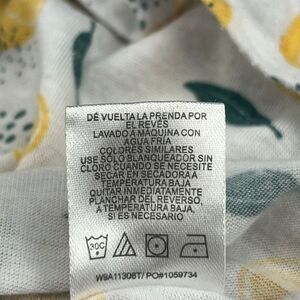 DÉ VUELTA LA PRENDA POR
EL REVÉS
LAVADO A MÁQUINA CON
AGUA FRÍA
COLORES SIMILARES
USE SÓLO BLANQUEADOR SIN
CLORO CUANDO SE NECESITE
SECAR EN SECADORA A
TEMPERATURA BAJA
QUITAR INMEDIATAMENTE
PLANCHAR DEL REVERSO,
A TEMPERATURA BAJA,
SI ES NECESARIO
30C
W9A11306T/ PO#1059734